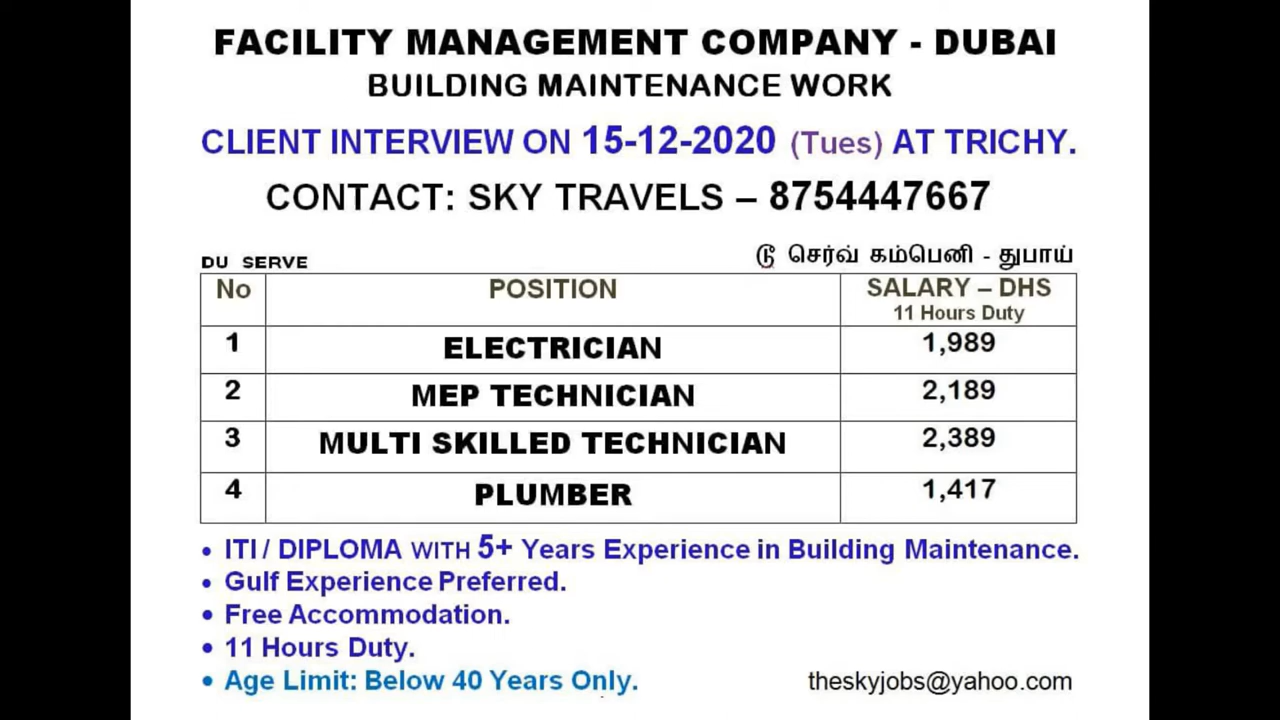 FACILITY MANAGEMENT COMPANY - DUBAI
BUILDING MAINTENANCE WORK
CLIENT INTERVIEW ON 15-12-2020 (Tues) AT TRICHY.
CONTACT: SKY TRAVELS – 8754447667
DU SERVE
டூ செர்வ் கம்பெனி - துபாய்
No POSITION SALARY – DHS
11 Hours Duty
1 ELECTRICIAN 1,989
2 MEP TECHNICIAN 2,189
3 MULTI SKILLED TECHNICIAN 2,389
4 PLUMBER 1,417
• ITI / DIPLOMA WITH 5+ Years Experience in Building Maintenance.
• Gulf Experience Preferred.
• Free Accommodation.
• 11 Hours Duty.
• Age Limit: Below 40 Years Only.
theskyjobs@yahoo.com